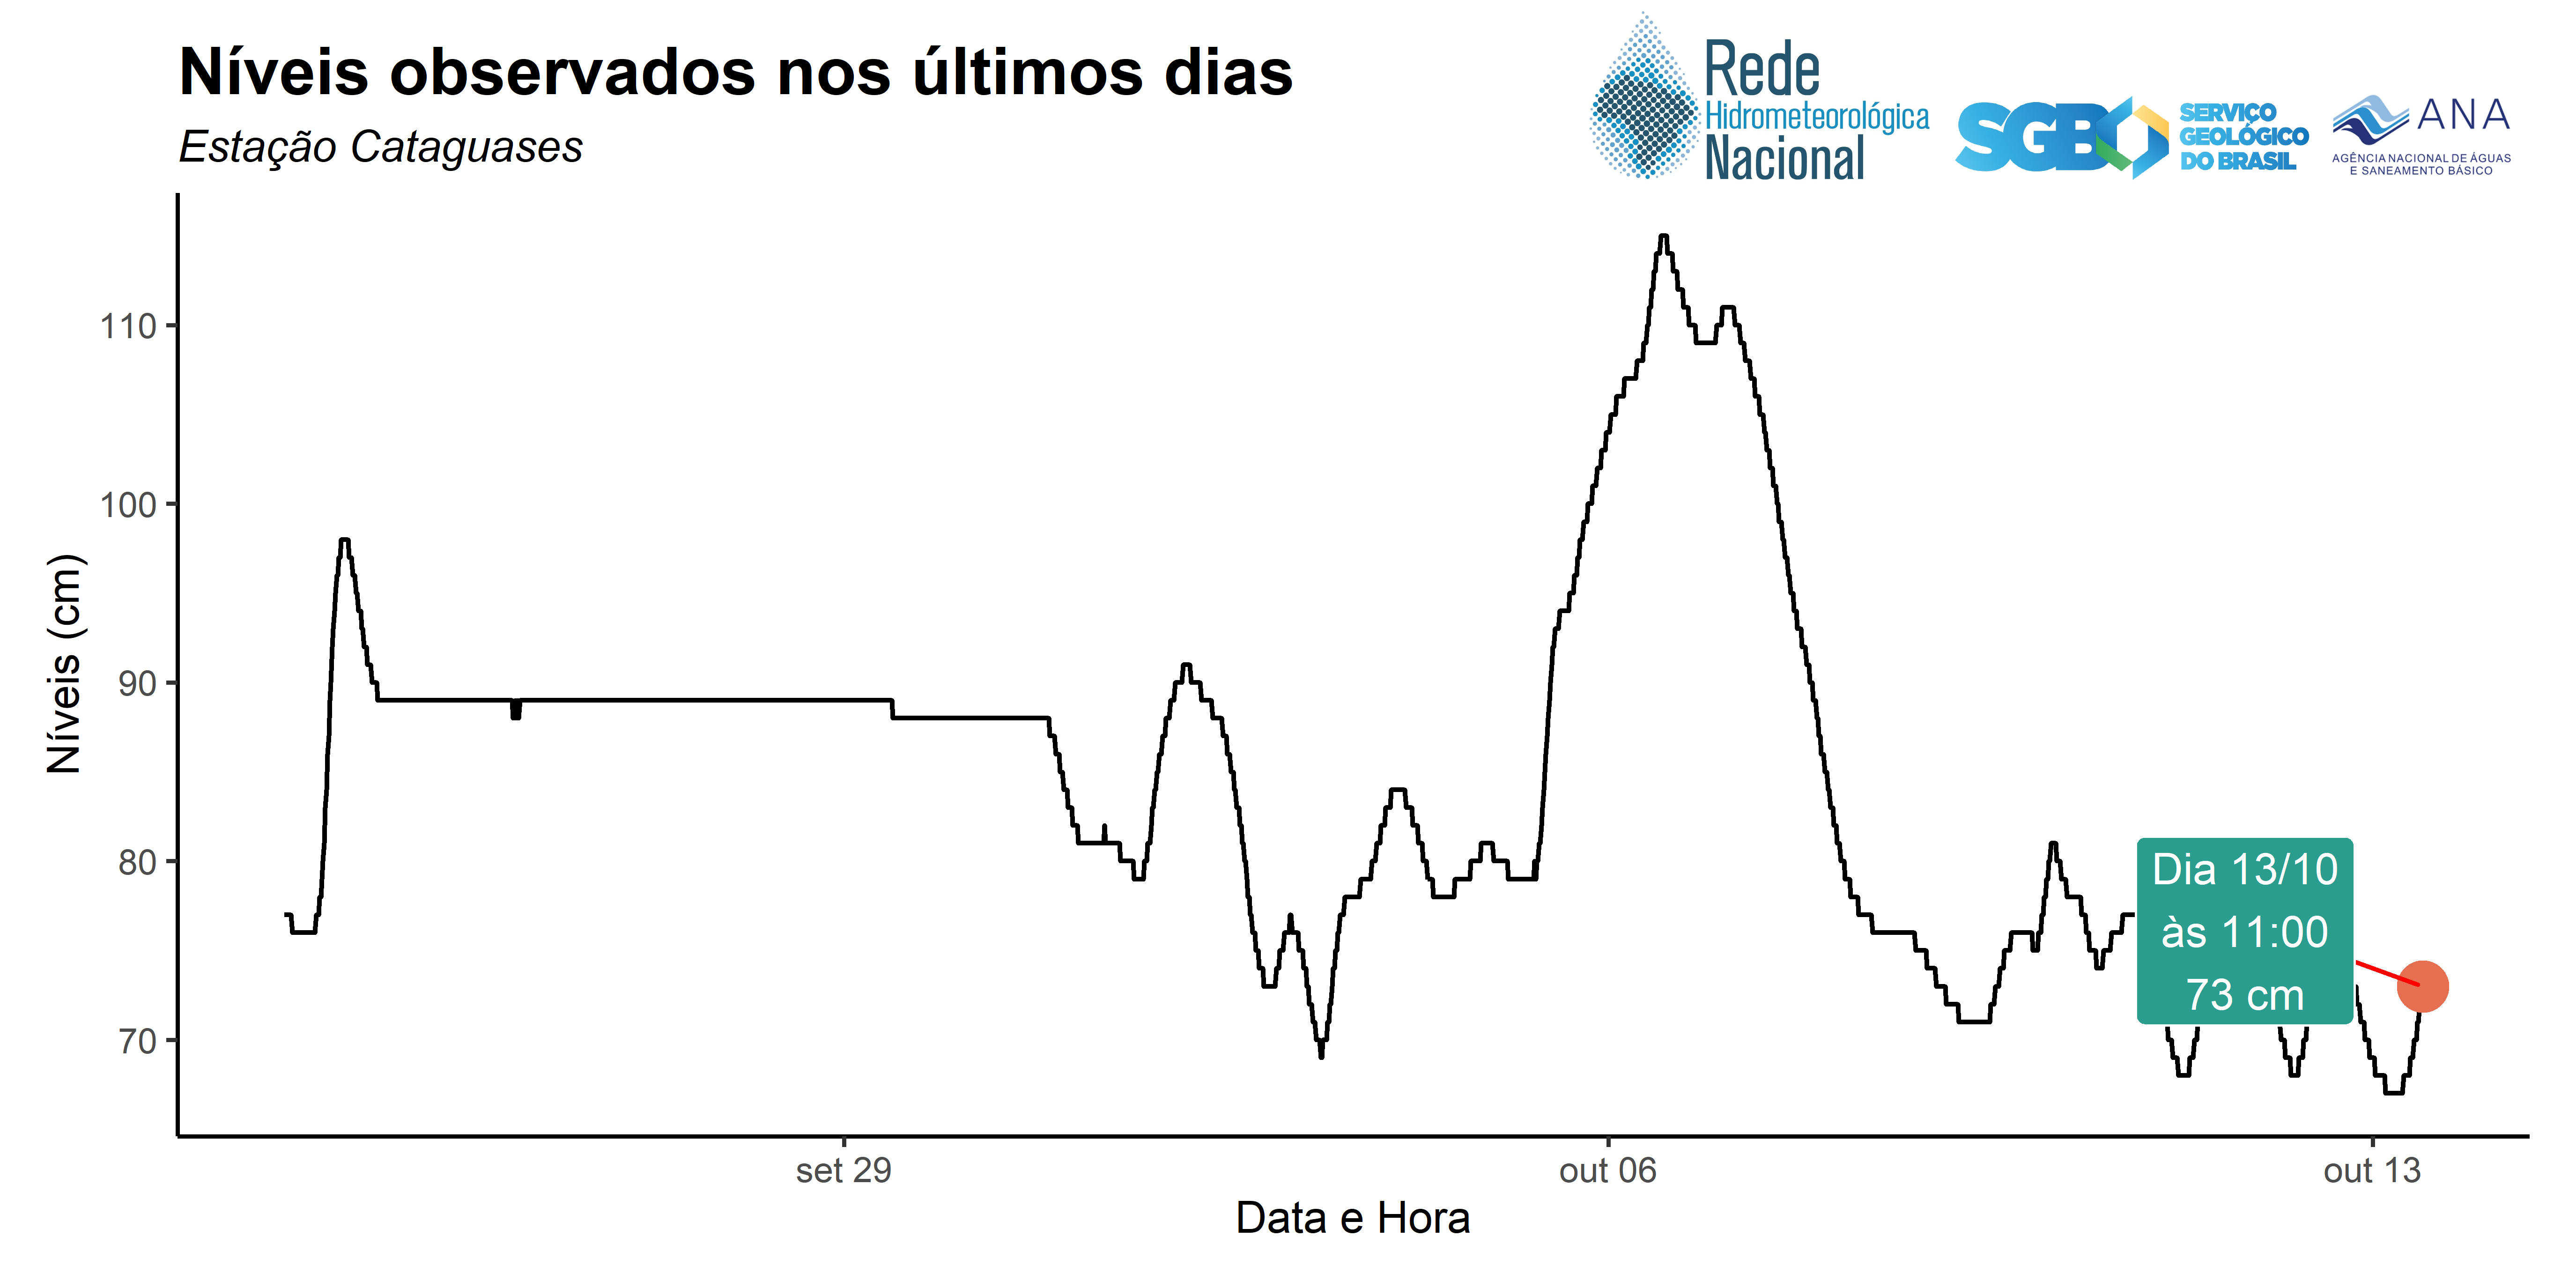 Níveis observados nos últimos dias
Estação Cataguases
Rede
Hidrometeorológica
Nacional
SGB
SERVIÇO
GEOLÓGICO
DO BRASIL
ANA
AGÊNCIA NACIONAL DE ÁGUAS
E SANEAMENTO BÁSICO
Níveis (cm)
110
100
90
80
70
Dia 13/10
às 11:00
73 cm
set 29
out 06
out 13
Data e Hora